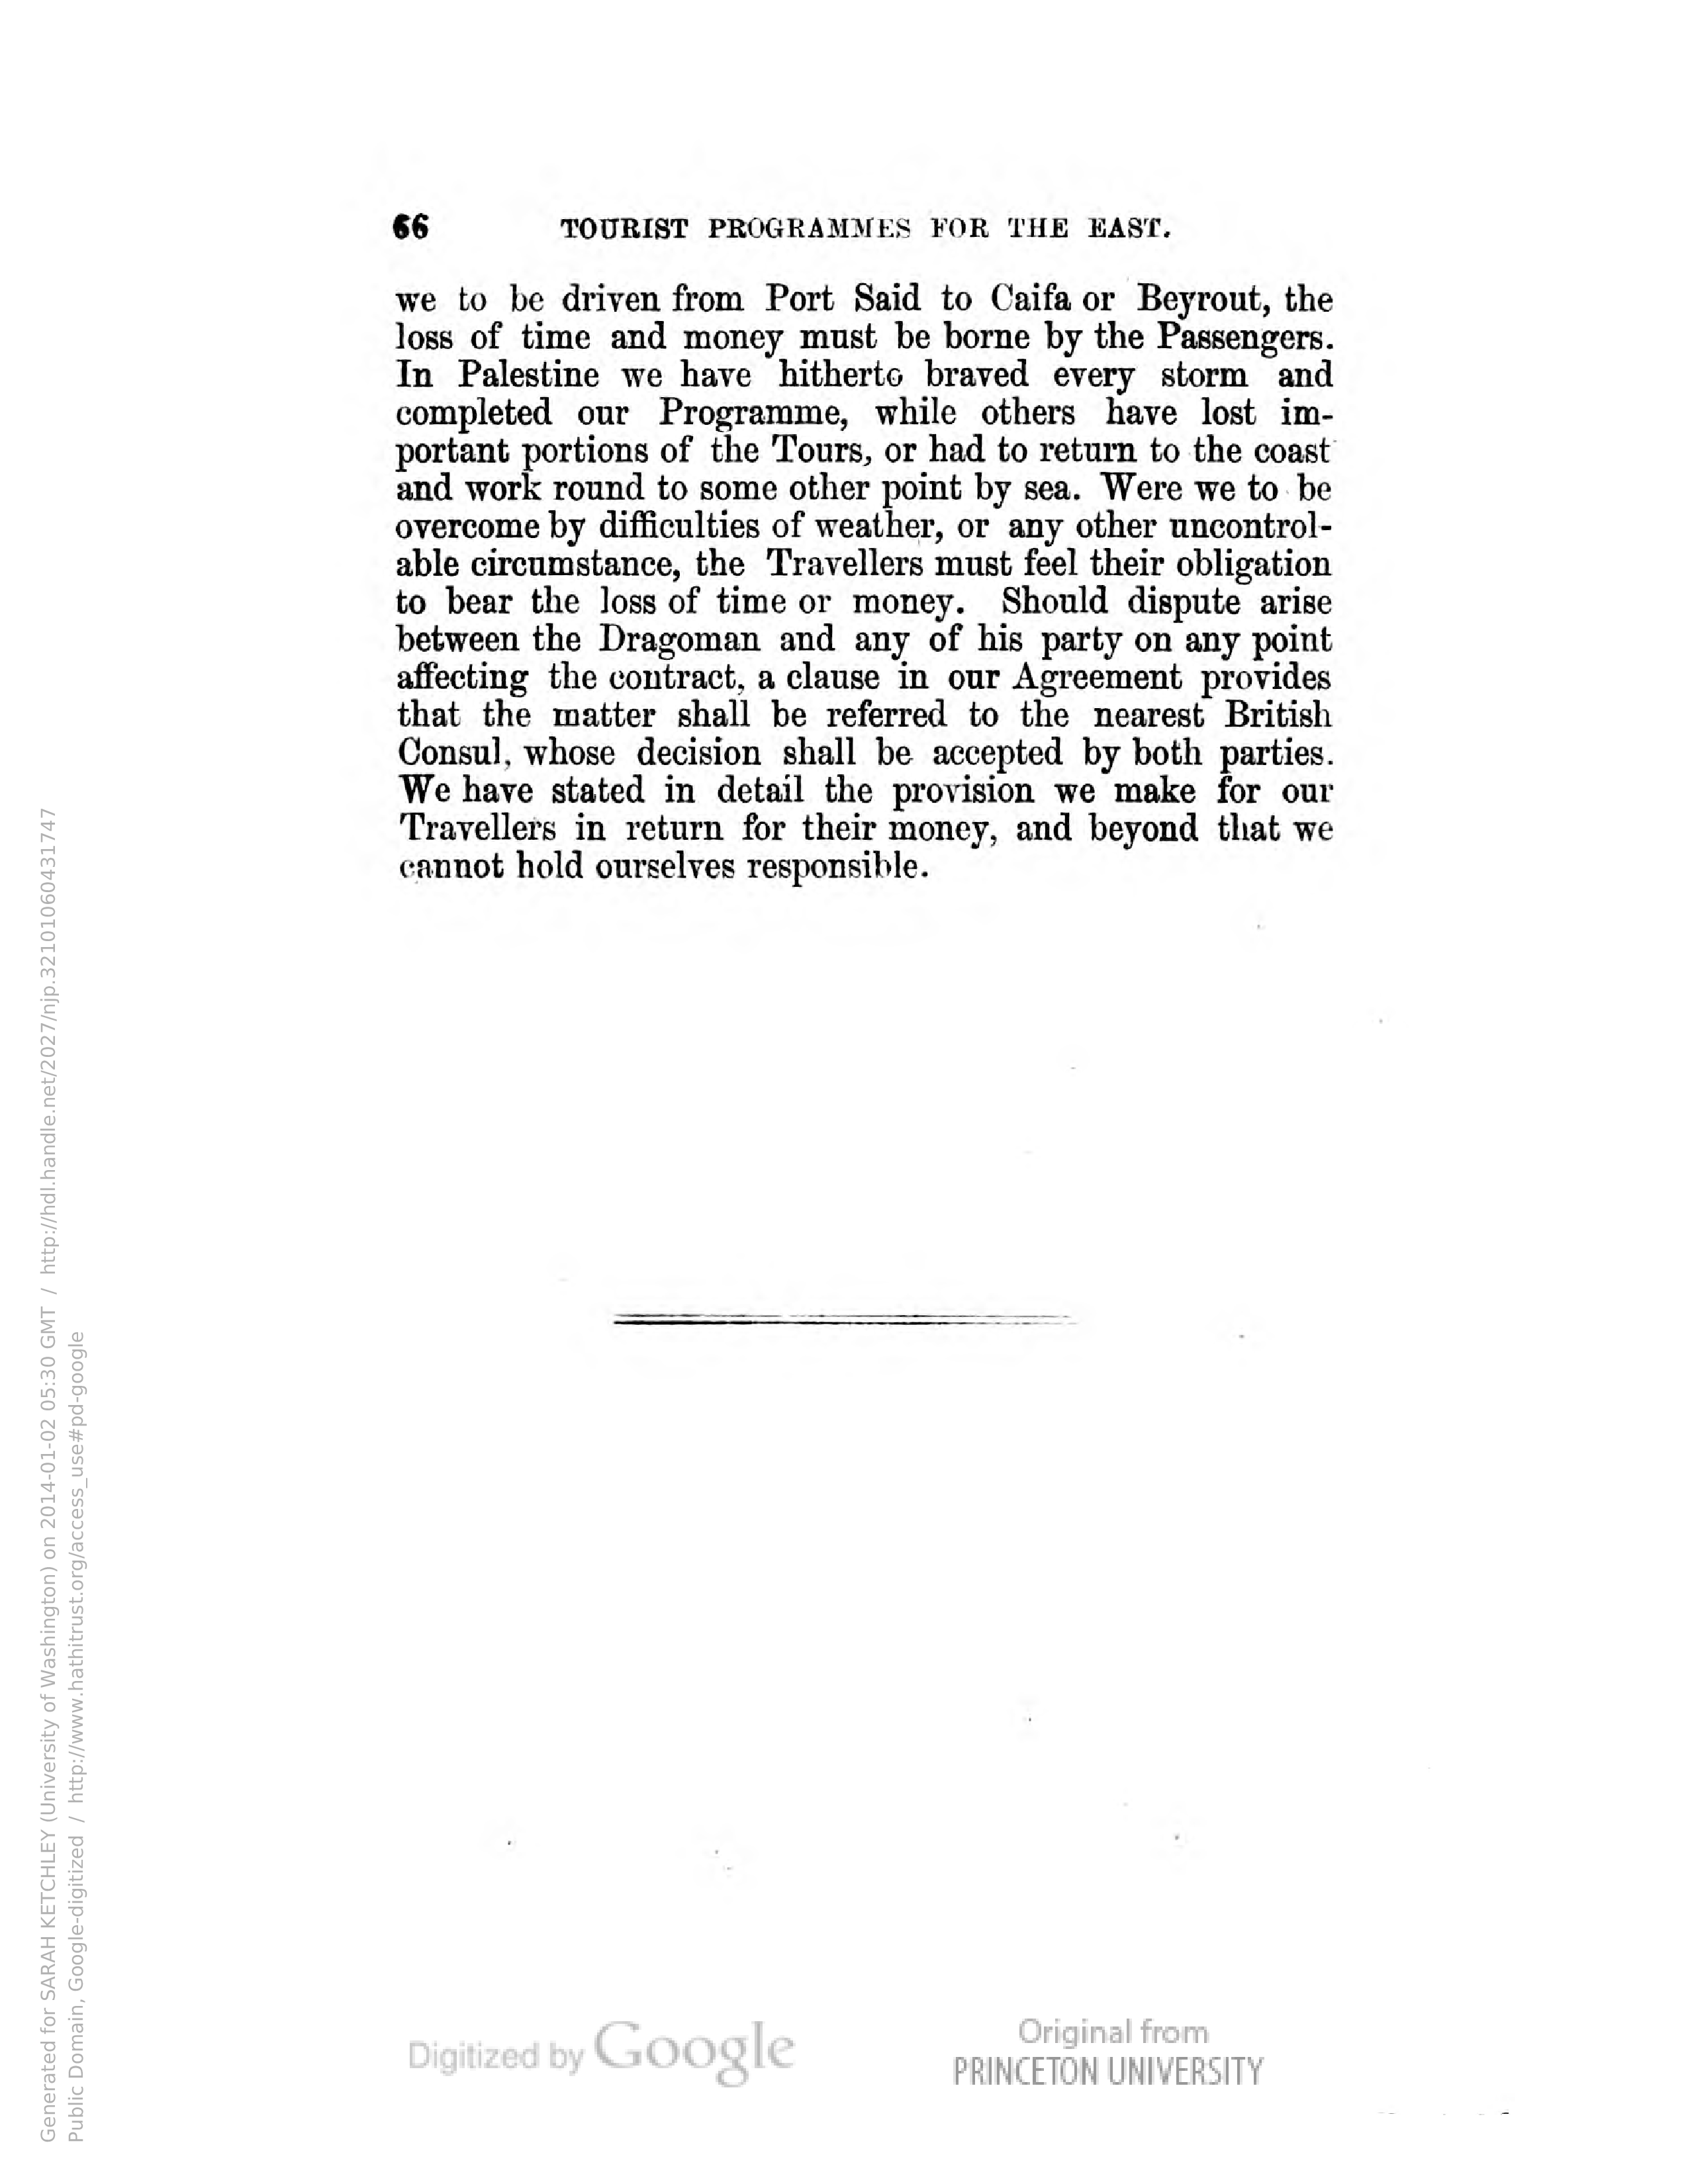 66 TOURIST PROGRAMMES FOR THE EAST.
we to be driven from Port Said to Caifa or Beyrout, the
loss of time and money must be borne by the Passengers.
In Palestine we have hitherto braved every storm and
completed our Programme, while others have lost im-
portant portions of the Tours, or had to return to the coast
and work round to some other point by sea. Were we to be
overcome by difficulties of weather, or any other uncontrol-
able circumstance, the Travellers must feel their obligation
to bear the loss of time or money. Should dispute arise
between the Dragoman and any of his party on any point
affecting the contract, a clause in our Agreement provides
that the matter shall be referred to the nearest British
Consul, whose decision shall be accepted by both parties.
We have stated in detail the provision we make for our
Travellers in return for their money, and beyond that we
cannot hold ourselves responsible.
Generated for SARAH KETCHLEY (University of Washington) on 2014-01-02 05:30 GMT / http://hdl.handle.net/2027/njp.32101060431747
Public Domain, Google-digitized / http://www.hathitrust.org/access_use#pd-google
Digitized by Google
Original from
PRINCETON UNIVERSITY